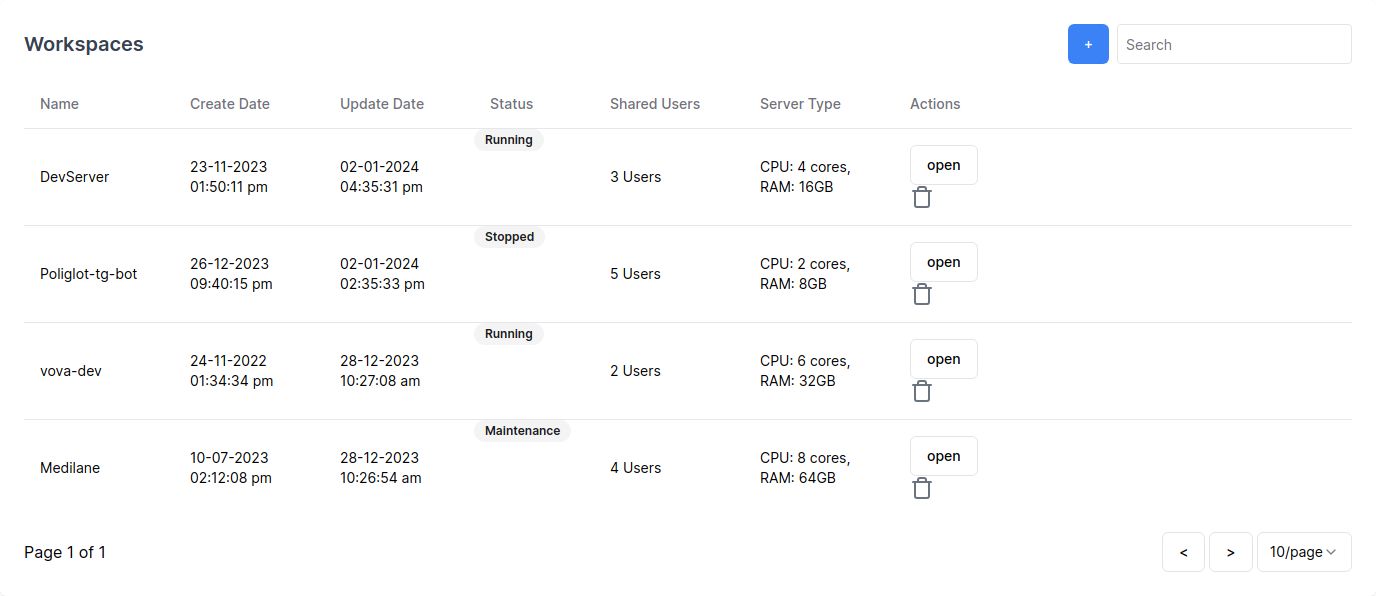 Workspaces
+ Search
Name Create Date Update Date Status Shared Users Server Type Actions
Running
DevServer 23-11-2023 02-01-2024 3 Users CPU: 4 cores, open
01:50:11 pm 04:35:31 pm RAM: 16GB
Stopped
Poliglot-tg-bot 26-12-2023 02-01-2024 5 Users CPU: 2 cores, open
09:40:15 pm 02:35:33 pm RAM: 8GB
Running
vova-dev 24-11-2022 28-12-2023 2 Users CPU: 6 cores, open
01:34:34 pm 10:27:08 am RAM: 32GB
Maintenance
Medilane 10-07-2023 28-12-2023 4 Users CPU: 8 cores, open
02:12:08 pm 10:26:54 am RAM: 64GB
Page 1 of 1 < > 10/page